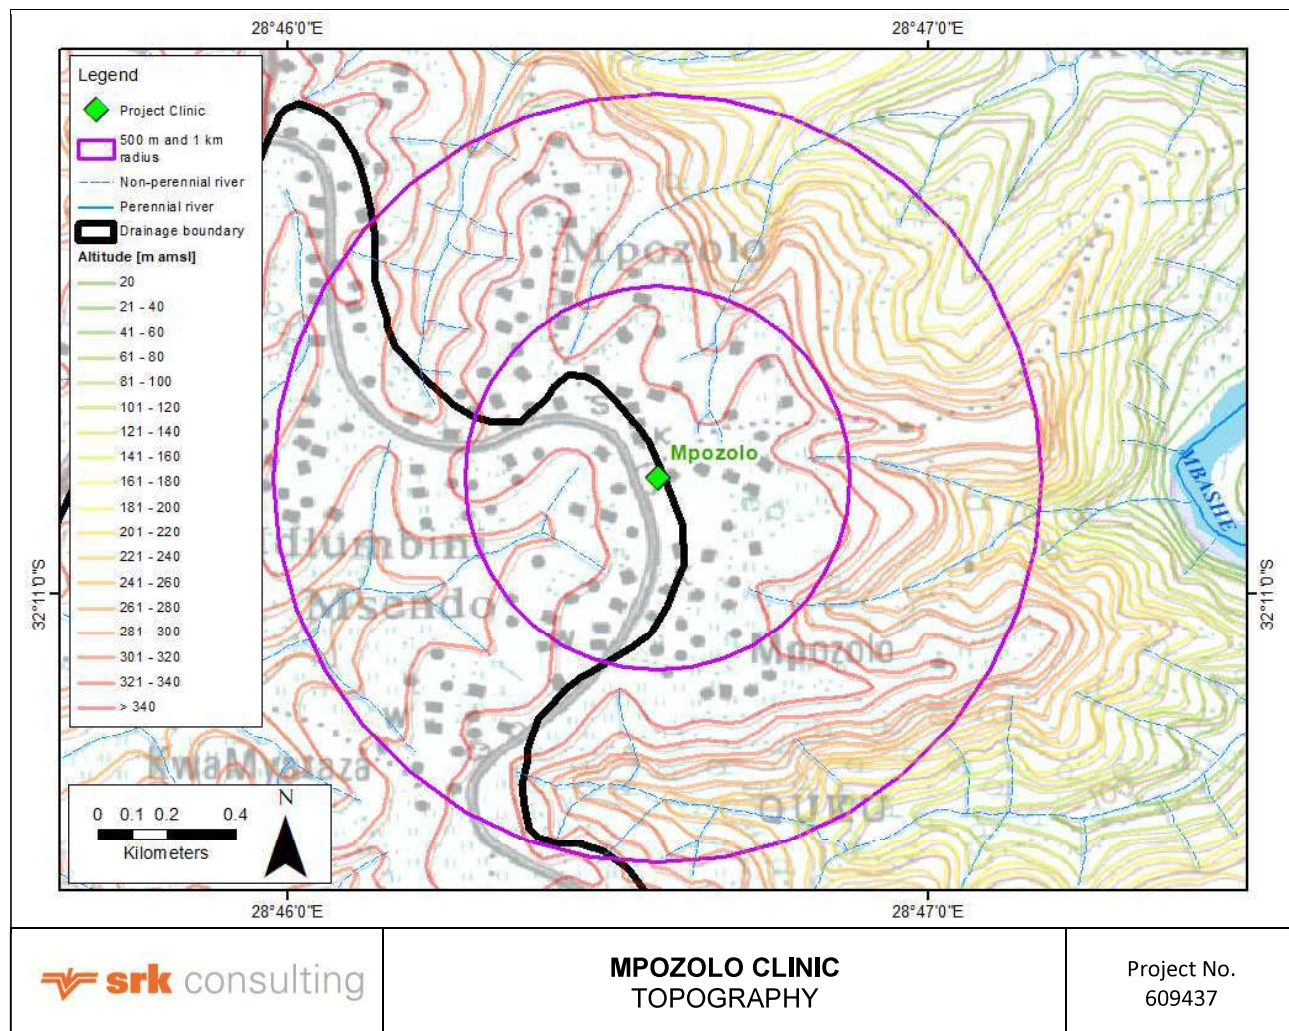 28°46'0"E
28°47'0"E
Legend
Project Clinic
500 m and 1 km
radius
Non-perennial river
Perennial river
Drainage boundary
Altitude [m amsl]
20
21 - 40
41 - 60
61 - 80
81 - 100
101 - 120
121 - 140
141 - 160
161 - 180
181 - 200
201 - 220
221 - 240
241 - 260
261 - 280
281 - 300
301 - 320
321 - 340
> 340
Mpozolo
S
K
Mpozolo
MBASHE
Msendo
Mpozolo
W
KwaMyataza
32°11'0"S
32°11'0"S
0 0.1 0.2 0.4
Kilometers
N
28°46'0"E
28°47'0"E
srk consulting
MPOZOLO CLINIC
TOPOGRAPHY
Project No.
609437